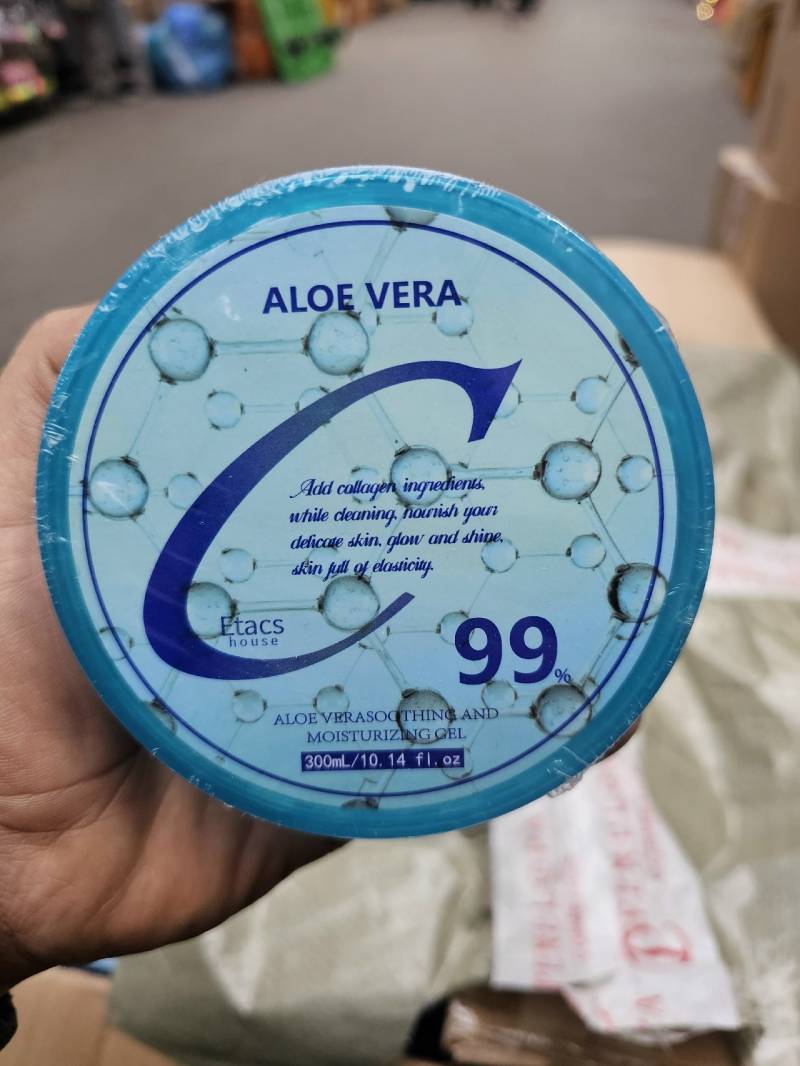 ALOE VERA
C
Add collagen ingredients,
while cleaning, nourish your
delicate skin, glow and shine,
skin full of elasticity.
Etacs
house
99%
ALOE VERASOOTHING AND
MOISTURIZING GEL
300mL/10.14 fl.oz